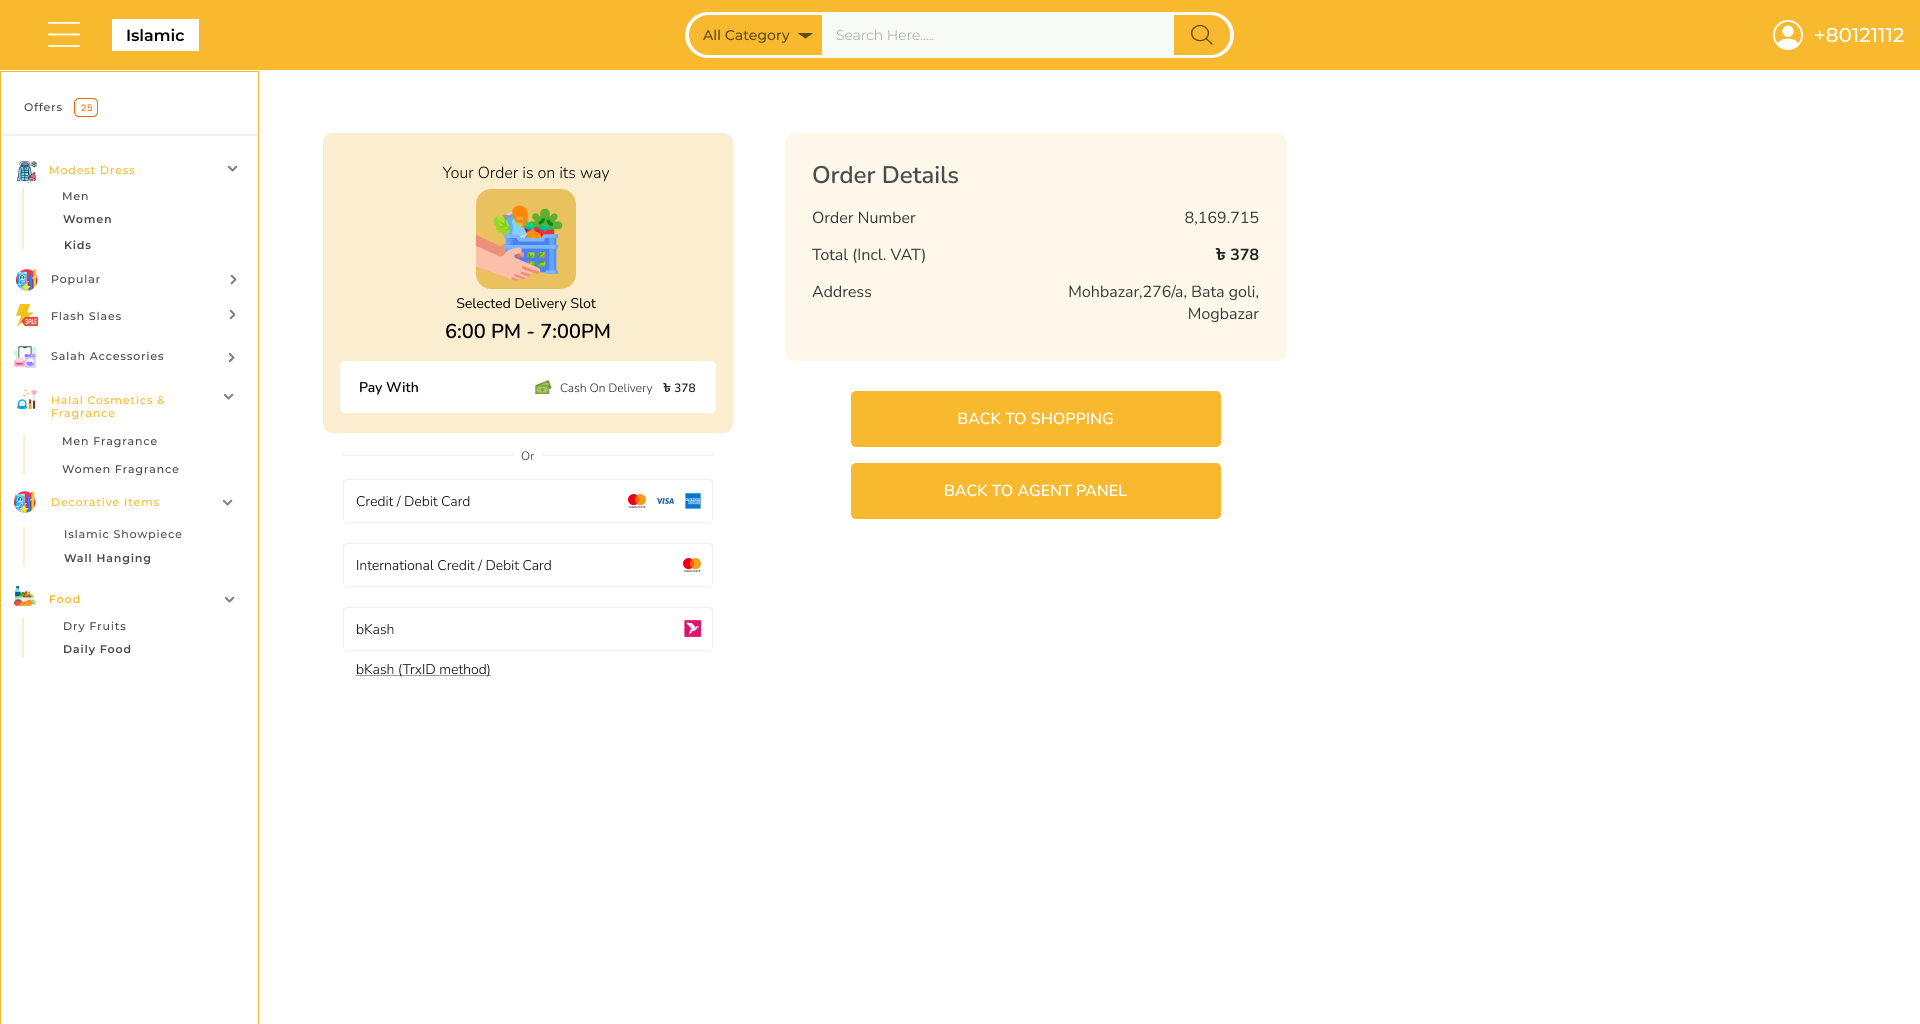 Islamic
All Category
Search Here.....
+80121112
Offers 25
Modest Dress
Men
Women
Kids
Popular
Flash Slaes
Salah Accessories
Halal Cosmetics &
Fragrance
Men Fragrance
Women Fragrance
Decorative Items
Islamic Showpiece
Wall Hanging
Food
Dry Fruits
Daily Food
Your Order is on its way
Selected Delivery Slot
6:00 PM - 7:00PM
Pay With Cash On Delivery ৳ 378
Or
Credit / Debit Card VISA
International Credit / Debit Card
bKash
bKash (TrxID method)
Order Details
Order Number 8,169.715
Total (Incl. VAT) ৳ 378
Address Mohbazar,276/a, Bata goli,
Mogbazar
BACK TO SHOPPING
BACK TO AGENT PANEL